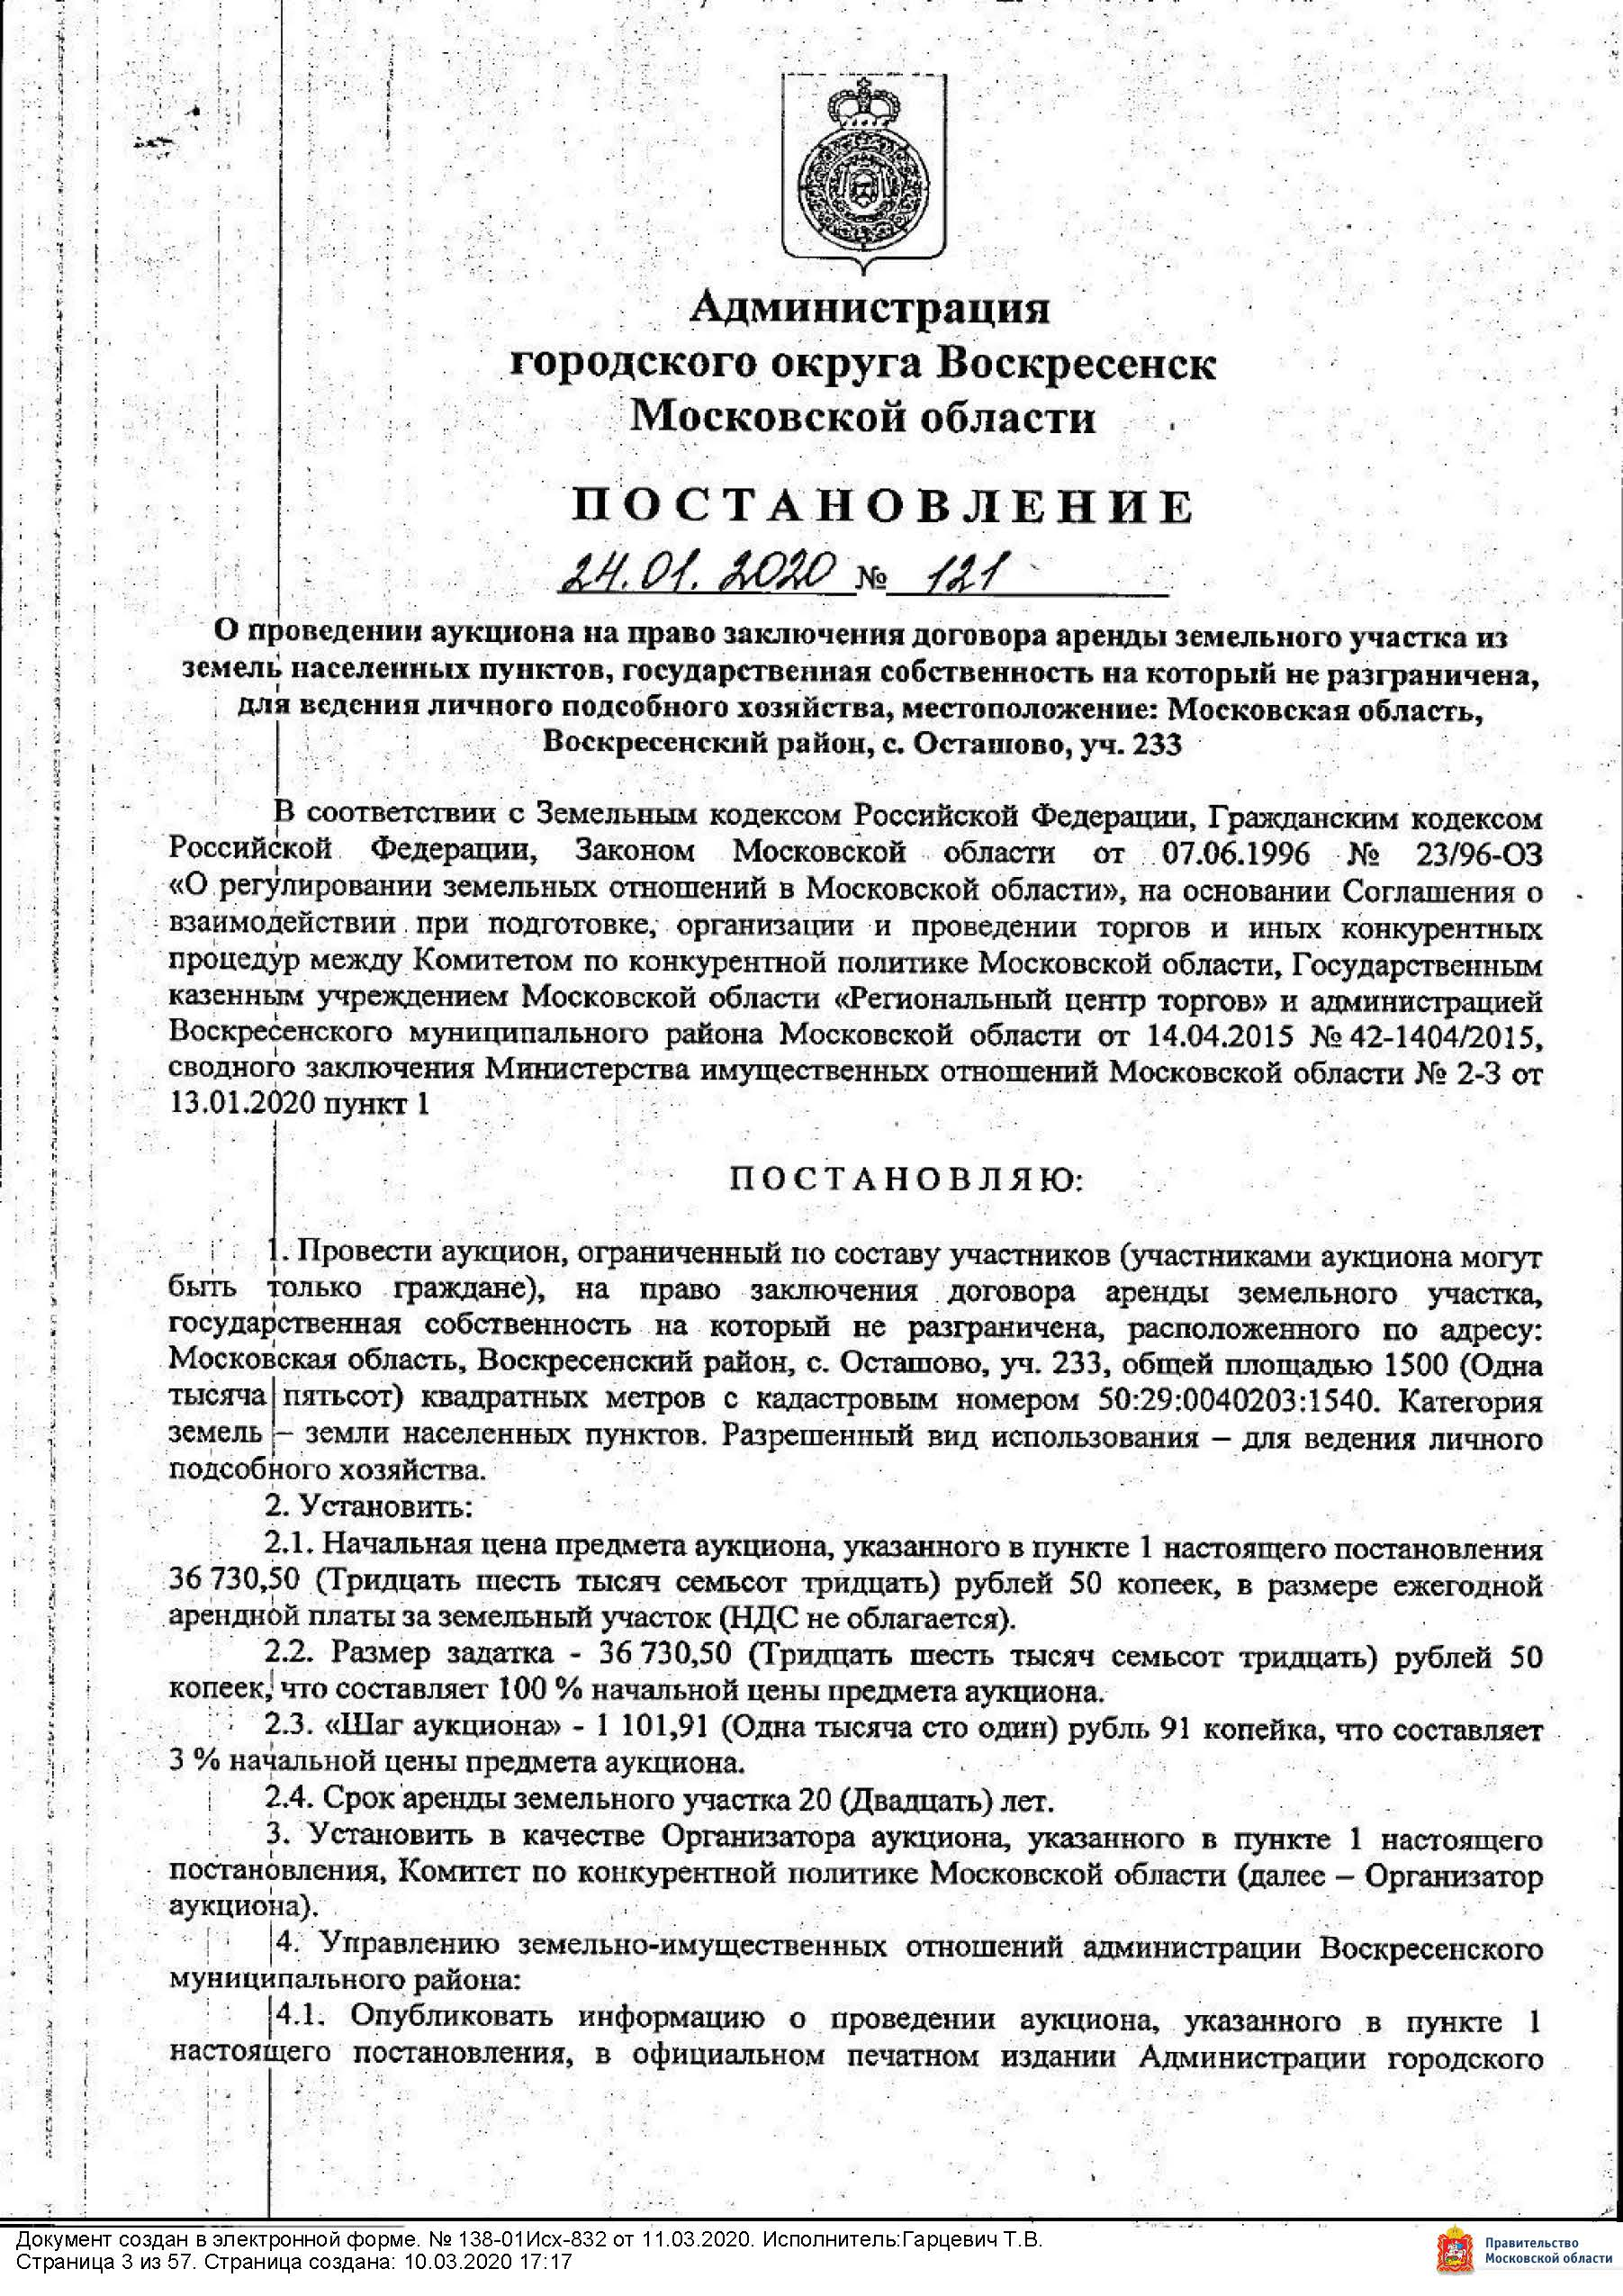 Администрация
городского округа Воскресенск
Московской области
ПОСТАНОВЛЕНИЕ
24.01.2020 № 121
О проведении аукциона на право заключения договора аренды земельного участка из
земель населенных пунктов, государственная собственность на который не разграничена,
для ведения личного подсобного хозяйства, местоположение: Московская область,
Воскресенский район, с. Осташово, уч. 233
В соответствии с Земельным кодексом Российской Федерации, Гражданским кодексом
Российской Федерации, Законом Московской области от 07.06.1996 № 23/96-ОЗ
«О регулировании земельных отношений в Московской области», на основании Соглашения о
взаимодействии при подготовке, организации и проведении торгов и иных конкурентных
процедур между Комитетом по конкурентной политике Московской области, Государственным
казенным учреждением Московской области «Региональный центр торгов» и администрацией
Воскресенского муниципального района Московской области от 14.04.2015 № 42-1404/2015,
сводного заключения Министерства имущественных отношений Московской области № 2-З от
13.01.2020 пункт 1
ПОСТАНОВЛЯЮ:
1. Провести аукцион, ограниченный по составу участников (участниками аукциона могут
быть только граждане), на право заключения договора аренды земельного участка,
государственная собственность на который не разграничена, расположенного по адресу:
Московская область, Воскресенский район, с. Осташово, уч. 233, общей площадью 1500 (Одна
тысяча пятьсот) квадратных метров с кадастровым номером 50:29:0040203:1540. Категория
земель – земли населенных пунктов. Разрешенный вид использования – для ведения личного
подсобного хозяйства.
2. Установить:
2.1. Начальная цена предмета аукциона, указанного в пункте 1 настоящего постановления
36 730,50 (Тридцать шесть тысяч семьсот тридцать) рублей 50 копеек, в размере ежегодной
арендной платы за земельный участок (НДС не облагается).
2.2. Размер задатка - 36 730,50 (Тридцать шесть тысяч семьсот тридцать) рублей 50
копеек, что составляет 100 % начальной цены предмета аукциона.
2.3. «Шаг аукциона» - 1 101,91 (Одна тысяча сто один) рубль 91 копейка, что составляет
3 % начальной цены предмета аукциона.
2.4. Срок аренды земельного участка 20 (Двадцать) лет.
3. Установить в качестве Организатора аукциона, указанного в пункте 1 настоящего
постановления, Комитет по конкурентной политике Московской области (далее – Организатор
аукциона).
4. Управлению земельно-имущественных отношений администрации Воскресенского
муниципального района:
4.1. Опубликовать информацию о проведении аукциона, указанного в пункте 1
настоящего постановления, в официальном печатном издании Администрации городского
Документ создан в электронной форме. № 138-01Исх-832 от 11.03.2020. Исполнитель:Гарцевич Т.В.
Страница 3 из 57. Страница создана: 10.03.2020 17:17
Правительство
Московской области